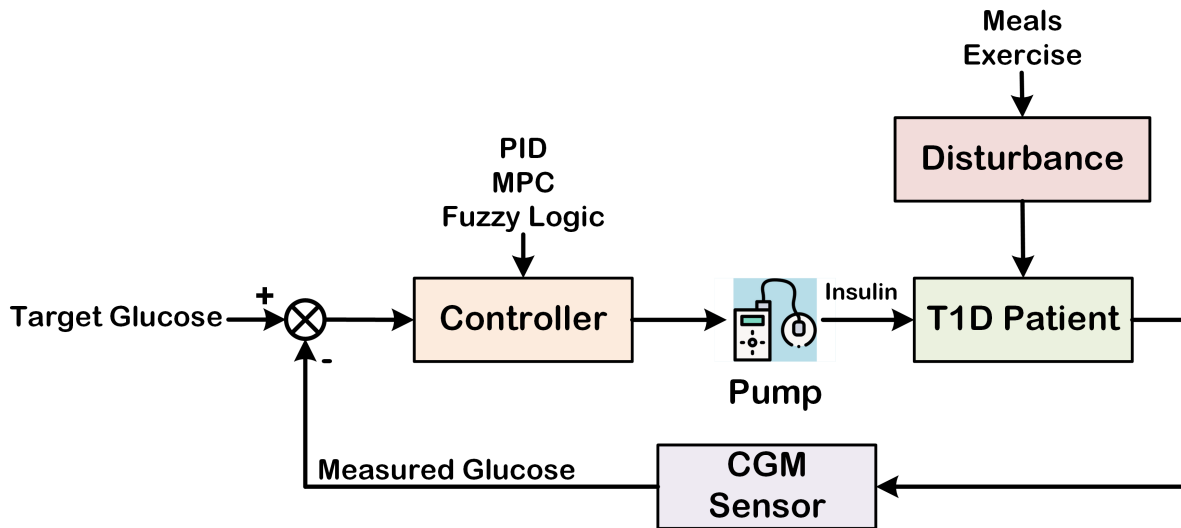 Meals
Exercise
Disturbance
PID
MPC
Fuzzy Logic
Target Glucose
+
-
Controller
Insulin
T1D Patient
Pump
Measured Glucose
CGM
Sensor